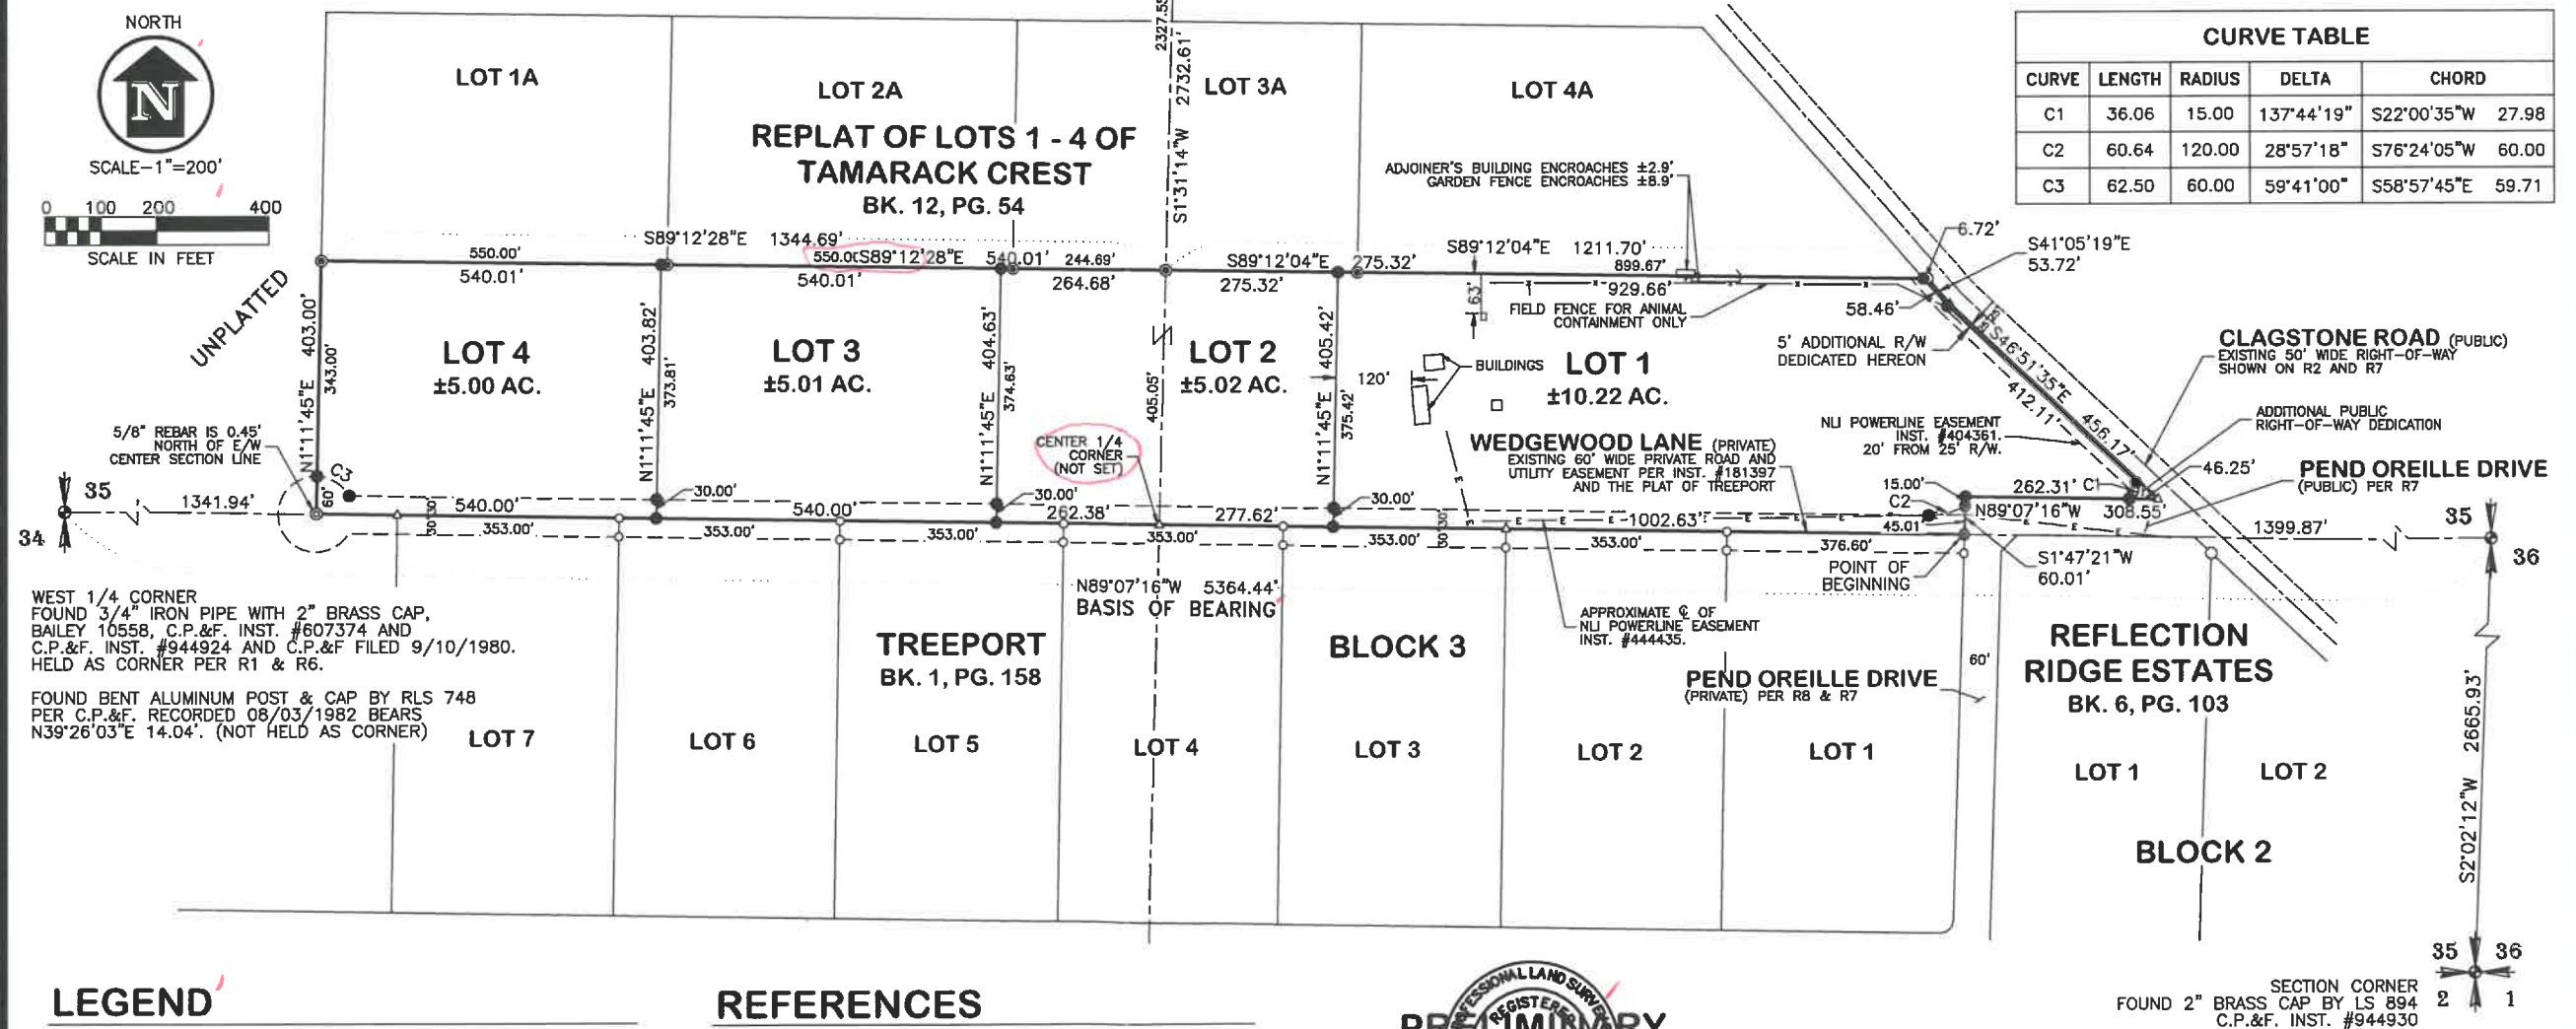 NORTH
N
SCALE-1"=200'
0 100 200 400
SCALE IN FEET
LOT 1A
LOT 2A
LOT 3A
LOT 4A
2327.55
S1°31'14"W 2732.61'
REPLAT OF LOTS 1 - 4 OF
TAMARACK CREST
BK. 12, PG. 54
ADJOINER'S BUILDING ENCROACHES ±2.9'
GARDEN FENCE ENCROACHES ±8.9'
CURVE TABLE
CURVE LENGTH RADIUS DELTA CHORD
C1 36.06 15.00 137°44'19" S22°00'35"W 27.98
C2 60.64 120.00 28°57'18" S76°24'05"W 60.00
C3 62.50 60.00 59°41'00" S58°57'45"E 59.71
S89°12'28"E 1344.69'
S89°12'04"E 1211.70'
6.72'
S41°05'19"E
53.72'
550.00'
550.00 S89°12'28"E 540.01'
244.69'
S89°12'04"E 275.32'
899.67'
540.01'
540.01'
264.68'
275.32'
929.66'
63'
FIELD FENCE FOR ANIMAL
CONTAINMENT ONLY
58.46'
5' ADDITIONAL R/W
DEDICATED HEREON
S46°51'35"E 456.17'
412.11'
CLAGSTONE ROAD (PUBLIC)
EXISTING 50' WIDE RIGHT-OF-WAY
SHOWN ON R2 AND R7
UNPLATTED
N1°11'45"E 403.00'
343.00'
LOT 4
±5.00 AC.
N1°11'45"E 403.82'
373.81'
LOT 3
±5.01 AC.
N1°11'45"E 404.63'
374.63'
405.05'
LOT 2
±5.02 AC.
N1°11'45"E 405.42'
375.42'
120'
BUILDINGS
LOT 1
±10.22 AC.
NLI POWERLINE EASEMENT
INST. #404361.
20' FROM 25' R/W.
ADDITIONAL PUBLIC
RIGHT-OF-WAY DEDICATION
5/8" REBAR IS 0.45'
NORTH OF E/W
CENTER SECTION LINE
CENTER 1/4
CORNER
(NOT SET)
WEDGEWOOD LANE (PRIVATE)
EXISTING 60' WIDE PRIVATE ROAD AND
UTILITY EASEMENT PER INST. #181397
AND THE PLAT OF TREEPORT
46.25'
PEND OREILLE DRIVE
(PUBLIC) PER R7
C3
60'
30.00'
30.00'
30.00'
15.00'
C2
262.31'
C1
N89°07'16"W 308.55'
35
34
1341.94'
540.00'
540.00'
262.38'
277.62'
1002.63'
45.01'
1399.87'
35
36
30' 30'
353.00'
353.00'
353.00'
353.00'
30' 30'
353.00'
353.00'
376.60'
S1°47'21"W
60.01'
POINT OF
BEGINNING
WEST 1/4 CORNER
FOUND 3/4" IRON PIPE WITH 2" BRASS CAP,
BAILEY 10558, C.P.&F. INST. #607374 AND
C.P.&F. INST. #944924 AND C.P.&F FILED 9/10/1980.
HELD AS CORNER PER R1 & R6.
FOUND BENT ALUMINUM POST & CAP BY RLS 748
PER C.P.&F. RECORDED 08/03/1982 BEARS
N39°26'03"E 14.04'. (NOT HELD AS CORNER)
N89°07'16"W 5364.44'
BASIS OF BEARING
APPROXIMATE ℄ OF
NLI POWERLINE EASEMENT
INST. #444435.
TREEPORT
BK. 1, PG. 158
BLOCK 3
60'
PEND OREILLE DRIVE
(PRIVATE) PER R8 & R7
REFLECTION
RIDGE ESTATES
BK. 6, PG. 103
S2°02'12"W 2665.93'
LOT 7
LOT 6
LOT 5
LOT 4
LOT 3
LOT 2
LOT 1
LOT 1
LOT 2
BLOCK 2
LEGEND
REFERENCES
PROFESSIONAL LAND SURVEYOR
REGISTERED
PRELIMINARY
35 36
2 1
SECTION CORNER
FOUND 2" BRASS CAP BY LS 894
C.P.&F. INST. #944930